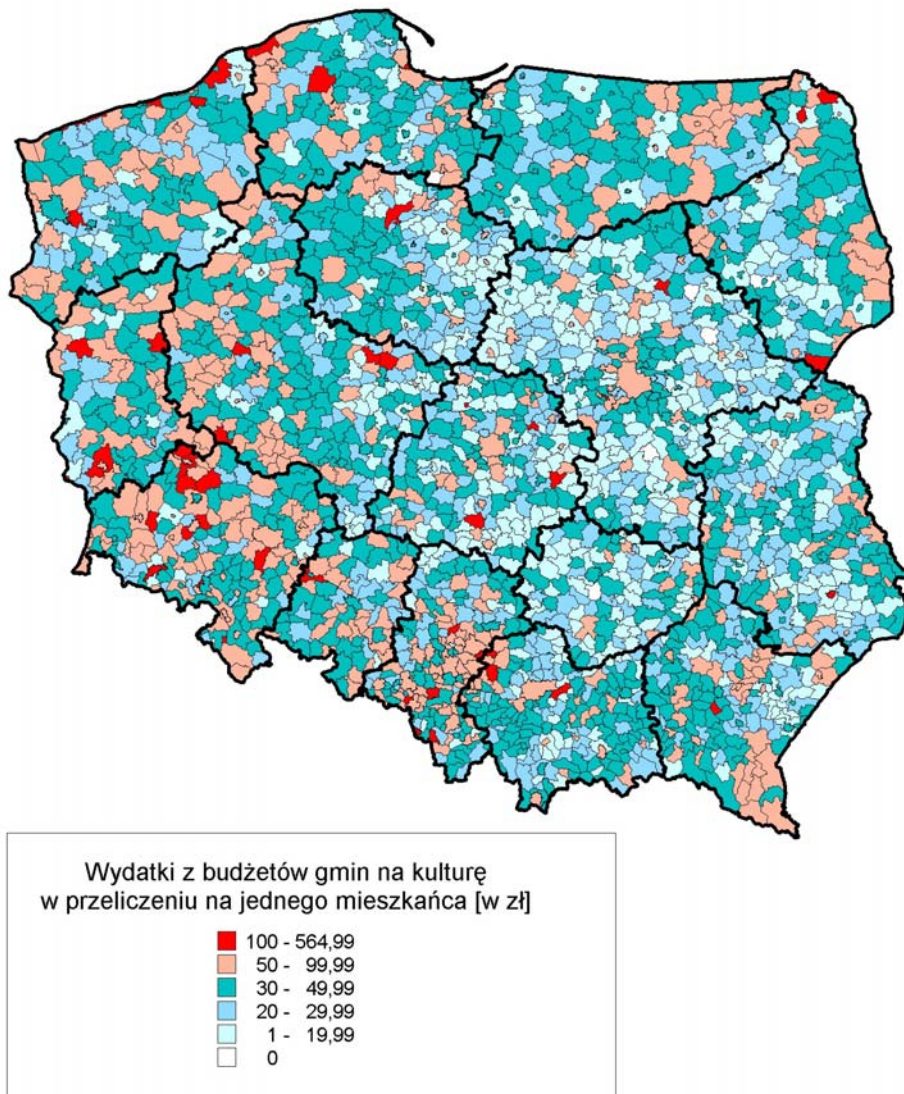 Wydatki z budżetów gmin na kulturę
w przeliczeniu na jednego mieszkańca [w zł]
100 - 564,99
50 - 99,99
30 - 49,99
20 - 29,99
1 - 19,99
0